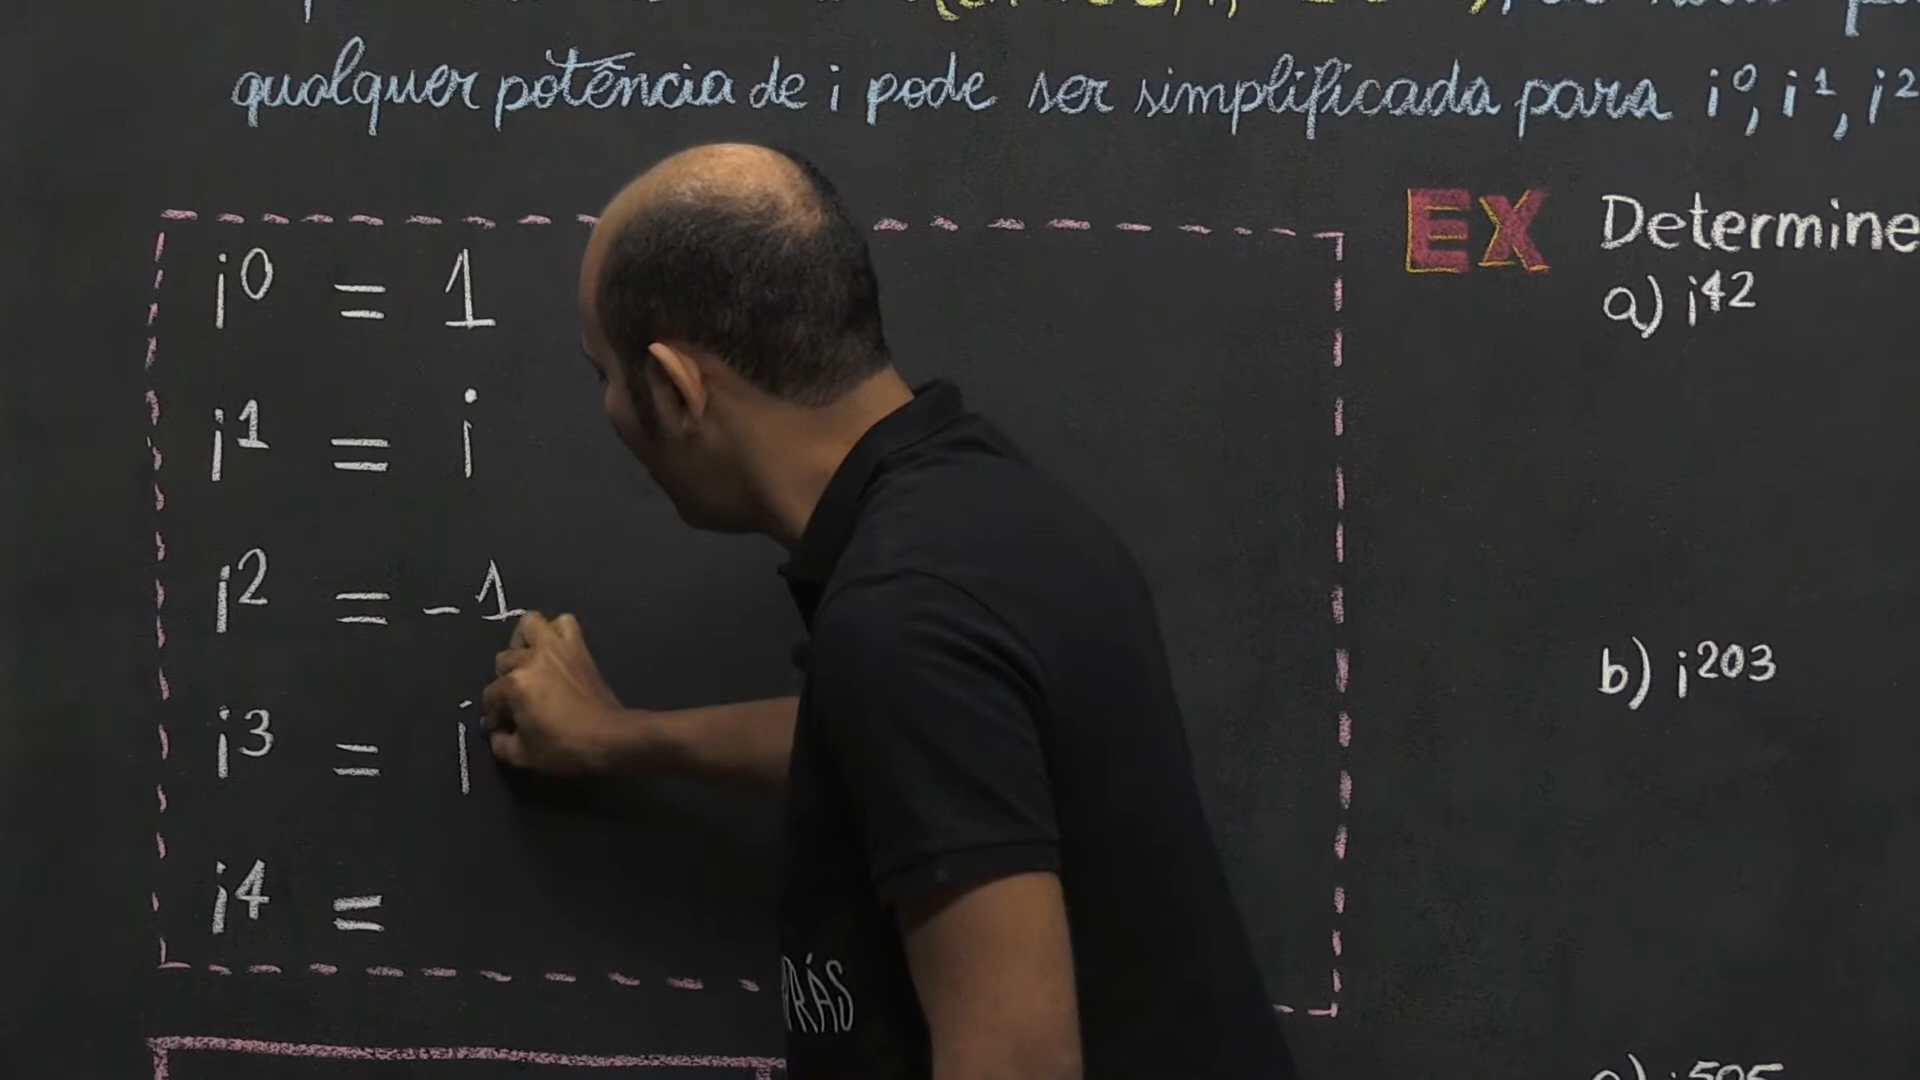 qualquer potência de i pode ser simplificada para i⁰, i¹, i²
i⁰ = 1
i¹ = i
i² = -1
i³ = i
i⁴ =
EX Determine
a) i⁴²
b) i²⁰³
RÁS